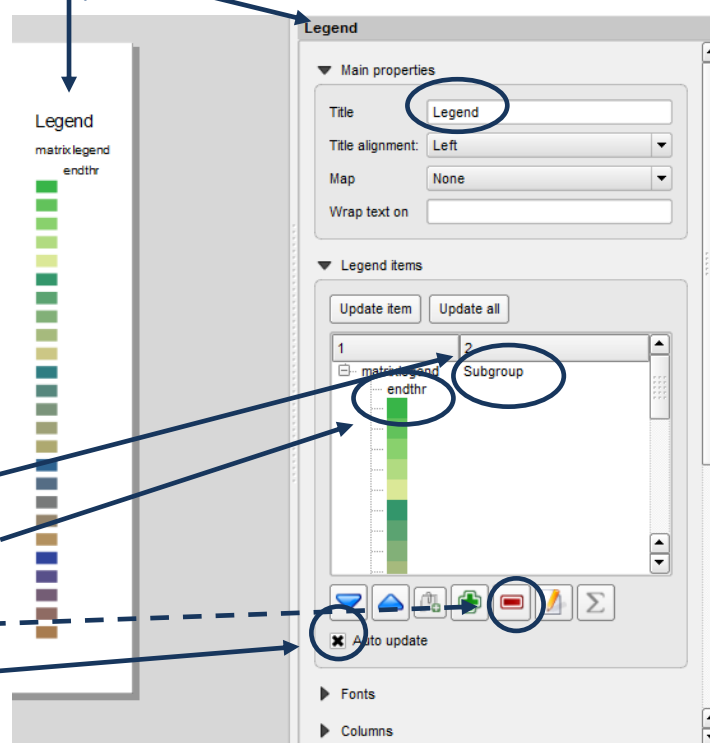 Legend
matrixlegend
endthr
Legend
Main properties
Title Legend
Title alignment: Left
Map None
Wrap text on
Legend items
Update item Update all
1 2
matrixlegend Subgroup
endthr
Σ
Auto update
Fonts
Columns